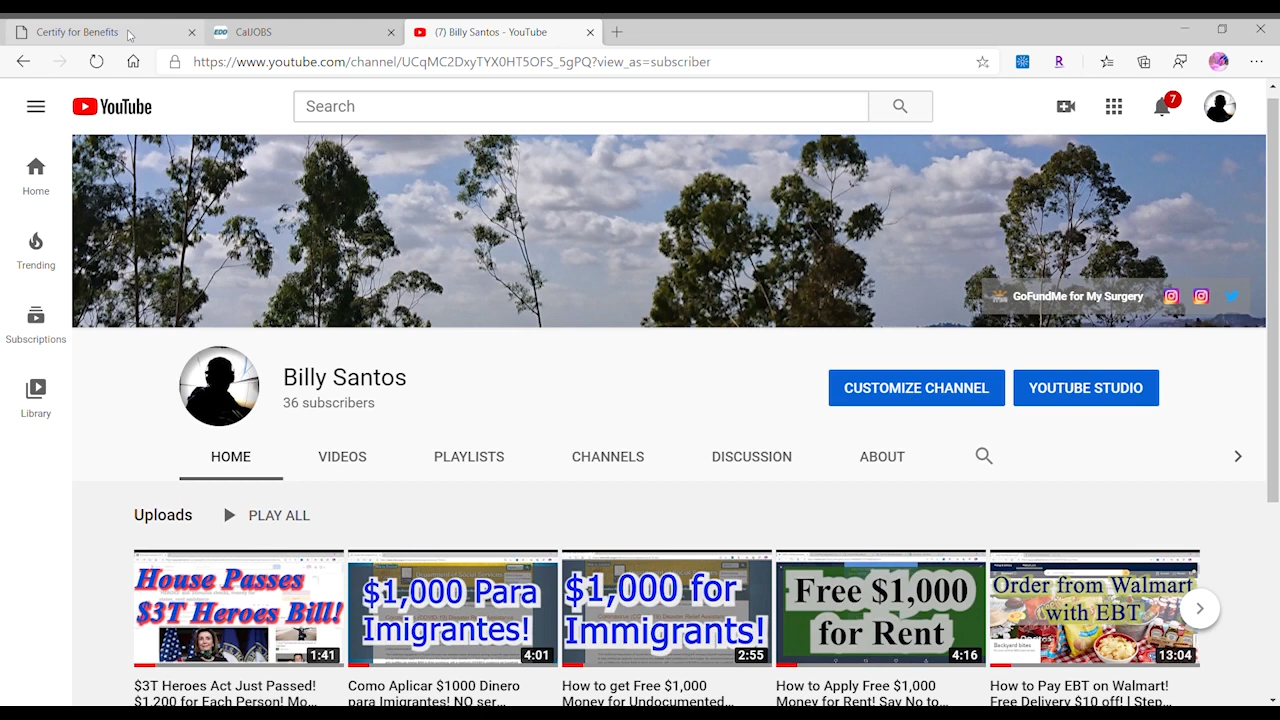 Certify for Benefits
EDD CalJOBS
(7) Billy Santos - YouTube
https://www.youtube.com/channel/UCqMC2DxyTYX0HT5OFS_5gPQ?view_as=subscriber
R
YouTube
Search
7
Home
Trending
Subscriptions
Library
GoFundMe for My Surgery
Billy Santos
36 subscribers
CUSTOMIZE CHANNEL
YOUTUBE STUDIO
HOME VIDEOS PLAYLISTS CHANNELS DISCUSSION ABOUT
Uploads PLAY ALL
House Passes
$3T Heroes Bill!
1:41
$1,000 Para
Imigrantes!
4:01
$1,000 for
Immigrants!
2:55
Free $1,000
for Rent
4:16
Order from Walmart
with EBT
Backyard bites
13:04
$3T Heroes Act Just Passed!
$1,200 for Each Person! Mo...
Como Aplicar $1000 Dinero
para Imigrantes! NO ser...
How to get Free $1,000
Money for Undocumented...
How to Apply Free $1,000
Money for Rent! Say No to...
How to Pay EBT on Walmart!
Free Delivery $10 off! I Step...